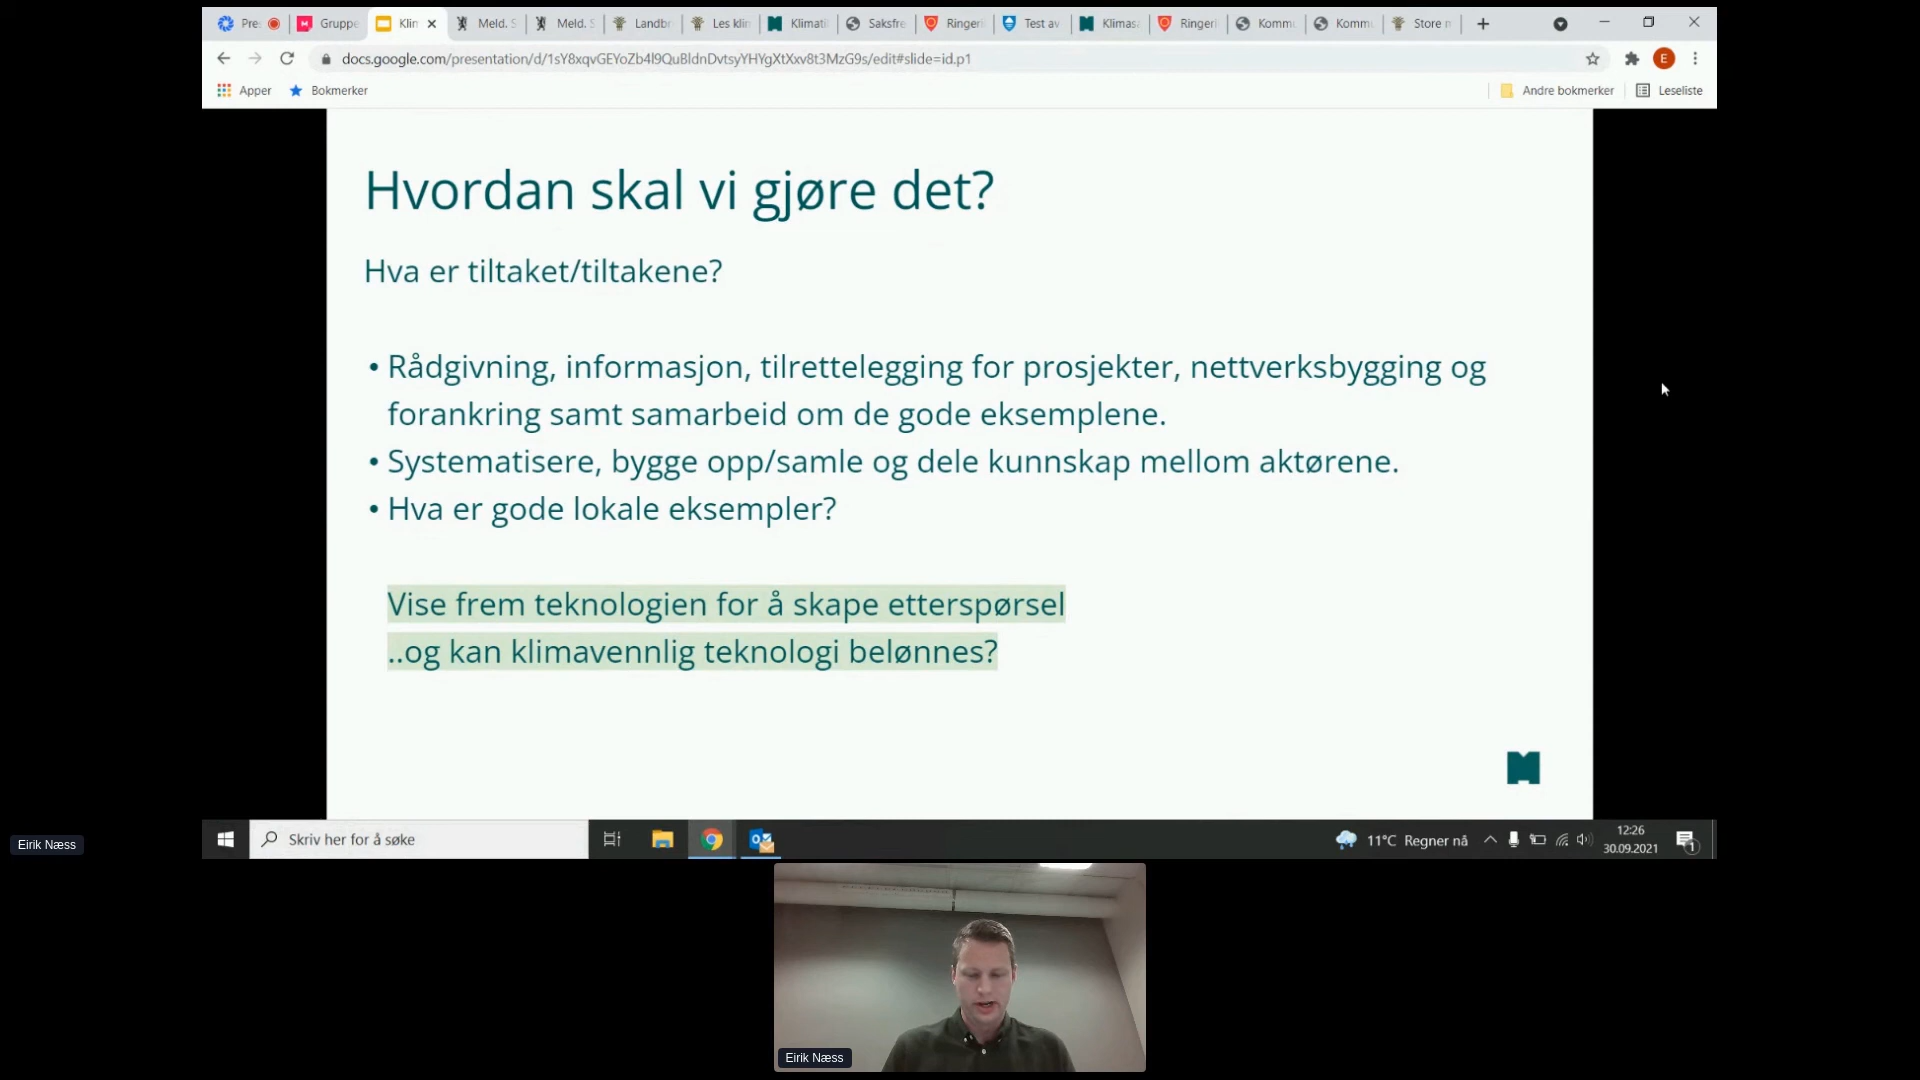 Pre
Gruppe
Klin
Meld. S
Meld. S
Landbr
Les klin
Klimati
Saksfre
Ringeri
Test av
Klimasa
Ringeri
Kommu
Kommu
Store m
docs.google.com/presentation/d/1sY8xqvGEYoZb4l9QuBldnDvtsyYHYgXtXxv8t3MzG9s/edit#slide=id.p1
E
Apper
Bokmerker
Andre bokmerker
Leseliste
Hvordan skal vi gjøre det?
Hva er tiltaket/tiltakene?
• Rådgivning, informasjon, tilrettelegging for prosjekter, nettverksbygging og
forankring samt samarbeid om de gode eksemplene.
• Systematisere, bygge opp/samle og dele kunnskap mellom aktørene.
• Hva er gode lokale eksempler?
Vise frem teknologien for å skape etterspørsel
..og kan klimavennlig teknologi belønnes?
Skriv her for å søke
11°C Regner nå
12:26
30.09.2021
1
Eirik Næss
Eirik Næss